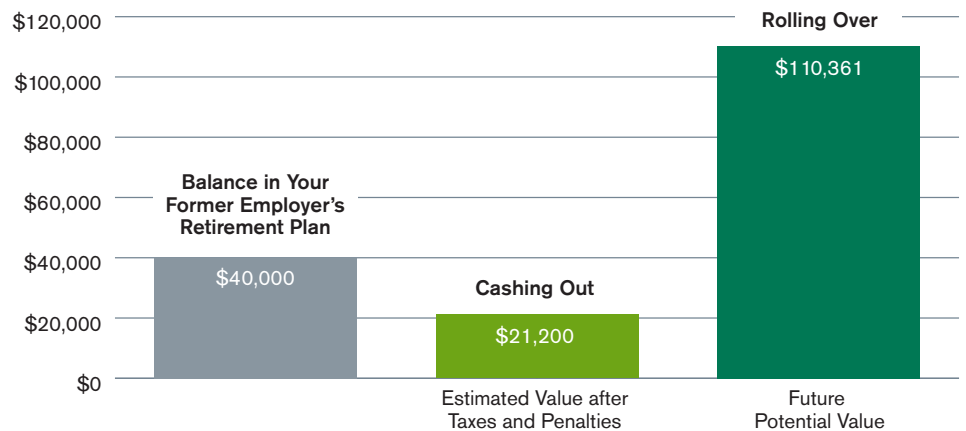 $120,000
$100,000
$80,000
$60,000
$40,000
$20,000
$0
Balance in Your
Former Employer’s
Retirement Plan
$40,000
Cashing Out
$21,200
Estimated Value after
Taxes and Penalties
Rolling Over
$110,361
Future
Potential Value